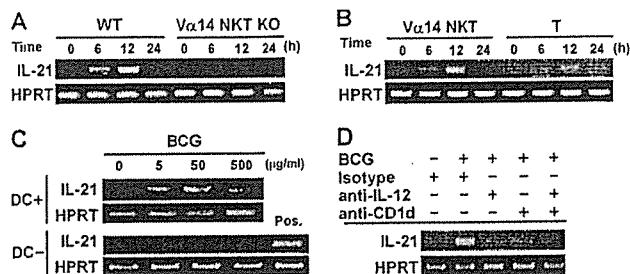 A
WT Vα14 NKT KO
Time 0 6 12 24 0 6 12 24 (h)
IL-21
HPRT
B
Vα14 NKT T
Time 0 6 12 24 0 6 12 24 (h)
IL-21
HPRT
C
BCG
0 5 50 500 (μg/ml)
DC+ IL-21
HPRT
Pos.
DC− IL-21
HPRT
D
BCG − + + + +
Isotype + + − − −
anti-IL-12 − − + − +
anti-CD1d − − − + +
IL-21
HPRT